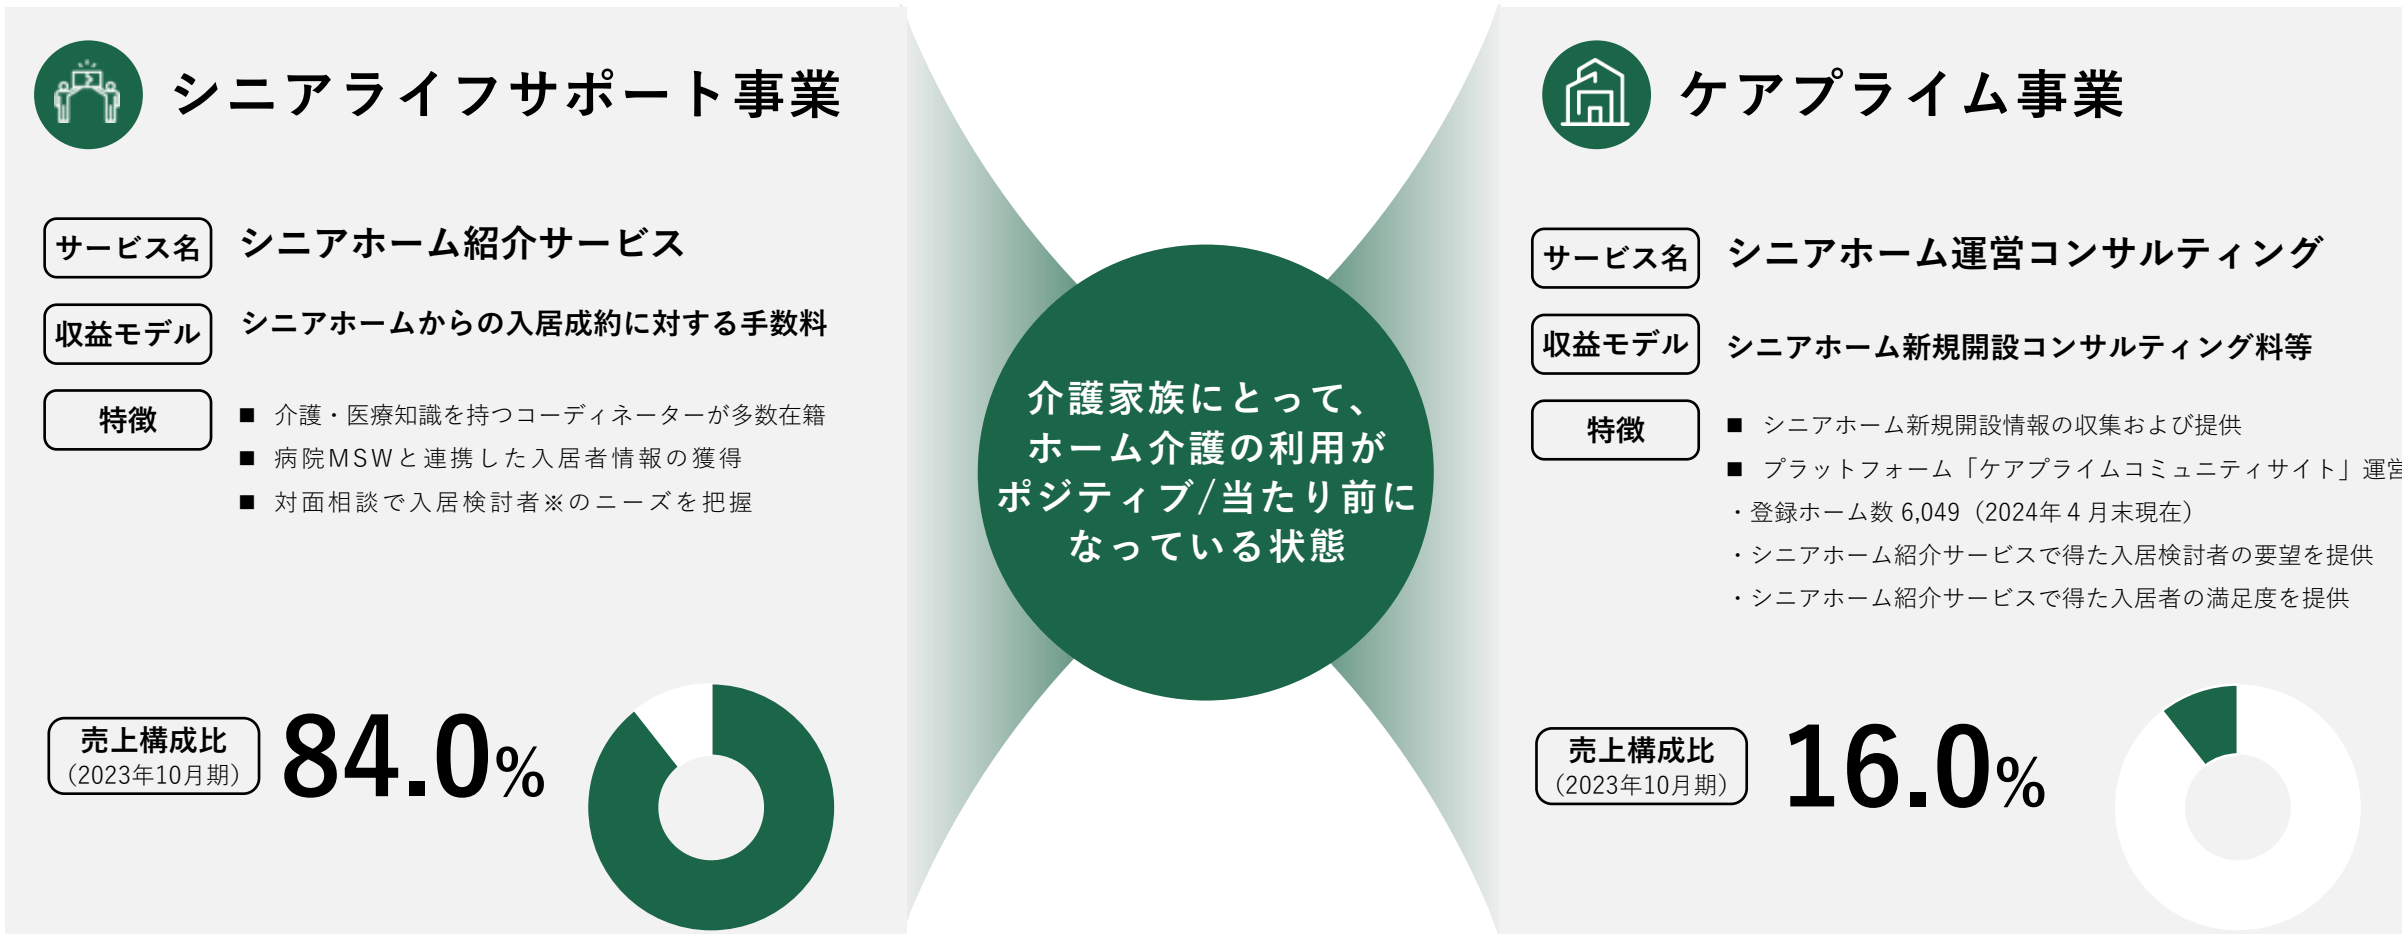 シニアライフサポート事業
サービス名
シニアホーム紹介サービス
収益モデル
シニアホームからの入居成約に対する手数料
特徴
■ 介護・医療知識を持つコーディネーターが多数在籍
■ 病院MSWと連携した入居者情報の獲得
■ 対面相談で入居検討者※のニーズを把握
売上構成比
（2023年10月期）
84.0%
介護家族にとって、
ホーム介護の利用が
ポジティブ/当たり前に
なっている状態
ケアプライム事業
サービス名
シニアホーム運営コンサルティング
収益モデル
シニアホーム新規開設コンサルティング料等
特徴
■ シニアホーム新規開設情報の収集および提供
■ プラットフォーム「ケアプライムコミュニティサイト」運営
・登録ホーム数 6,049（2024年４月末現在）
・シニアホーム紹介サービスで得た入居検討者の要望を提供
・シニアホーム紹介サービスで得た入居者の満足度を提供
売上構成比
（2023年10月期）
16.0%